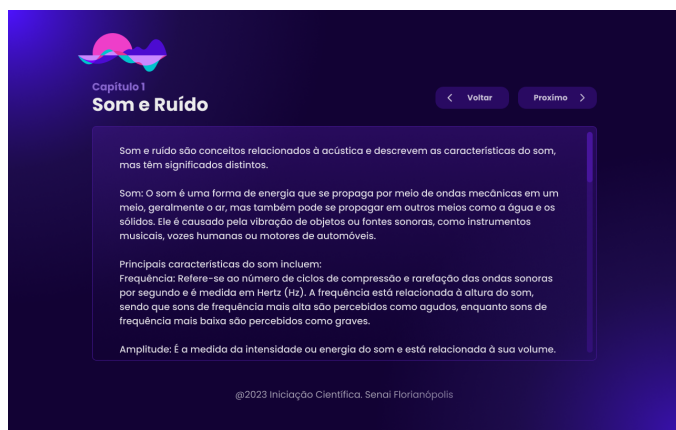 Capítulo 1
Som e Ruído
Voltar
Proximo
Som e ruído são conceitos relacionados à acústica e descrevem as características do som,
mas têm significados distintos.
Som: O som é uma forma de energia que se propaga por meio de ondas mecânicas em um
meio, geralmente o ar, mas também pode se propagar em outros meios como a água e os
sólidos. Ele é causado pela vibração de objetos ou fontes sonoras, como instrumentos
musicais, vozes humanas ou motores de automóveis.
Principais características do som incluem:
Frequência: Refere-se ao número de ciclos de compressão e rarefação das ondas sonoras
por segundo e é medida em Hertz (Hz). A frequência está relacionada à altura do som,
sendo que sons de frequência mais alta são percebidos como agudos, enquanto sons de
frequência mais baixa são percebidos como graves.
Amplitude: É a medida da intensidade ou energia do som e está relacionada à sua volume.
@2023 Iniciação Cientifica. Senai Florianópolis